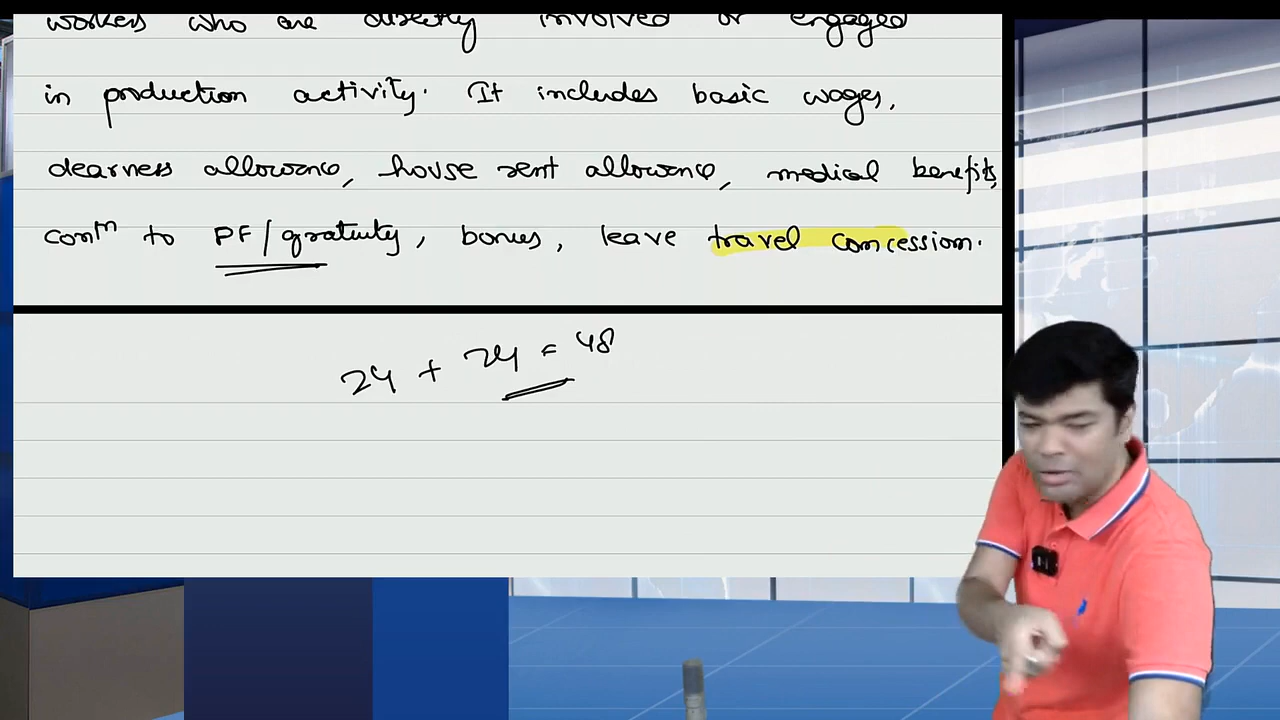 workers who are directly involved or engaged
in production activity. It includes basic wages,
dearness allowance, house rent allowance, medical benefits,
contn to PF/gratuity, bonus, leave travel concession.
24 + 24 = 48